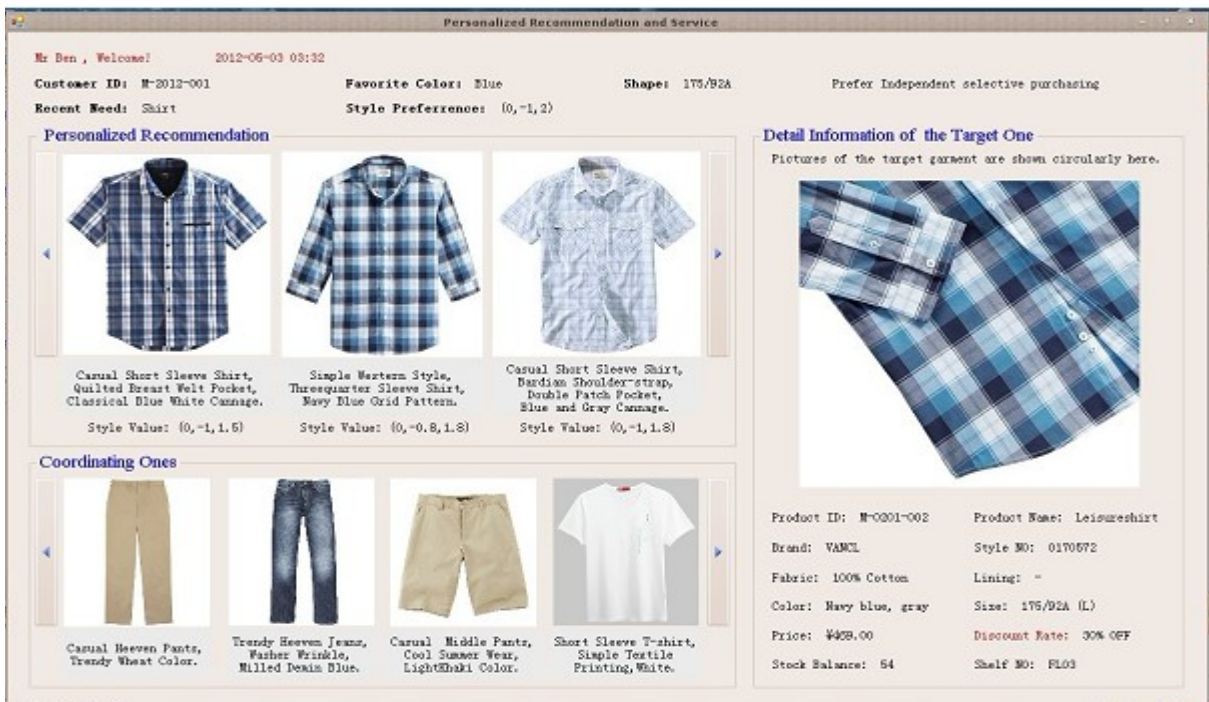 Personalized Recommendation and Service
Mr Ben , Welcome! 2012-05-03 03:32
Customer ID: M-2012-001 Favorite Color: Blue Shape: 175/92A Prefer Independent selective purchasing
Recent Need: Shirt Style Preferrence: (0,-1,2)
Personalized Recommendation
Casual Short Sleeve Shirt,
Quilted Breast Welt Pocket,
Classical Blue White Cannage.
Style Value: (0,-1,1.5)
Simple Western Style,
Threequarter Sleeve Shirt,
Navy Blue Grid Pattern.
Style Value: (0,-0.8,1.8)
Casual Short Sleeve Shirt,
Bardian Shoulder-strap,
Double Patch Pocket,
Blue and Gray Cannage.
Style Value: (0,-1,1.8)
Coordinating Ones
Casual Heeven Pants,
Trendy Wheat Color.
Trendy Heeven Jeans,
Washer Wrinkle,
Milled Denim Blue.
Casual Middle Pants,
Cool Summer Wear,
LightKhaki Color.
Short Sleeve T-shirt,
Simple Textile
Printing, White.
Detail Information of the Target One
Pictures of the target garment are shown circularly here.
Product ID: M-0201-002 Product Name: Leisureshirt
Brand: VANCL Style NO: 0170572
Fabric: 100% Cotton Lining: -
Color: Navy blue, gray Size: 175/92A (L)
Price: ¥469.00 Discount Rate: 30% OFF
Stock Balance: 54 Shelf NO: FL03